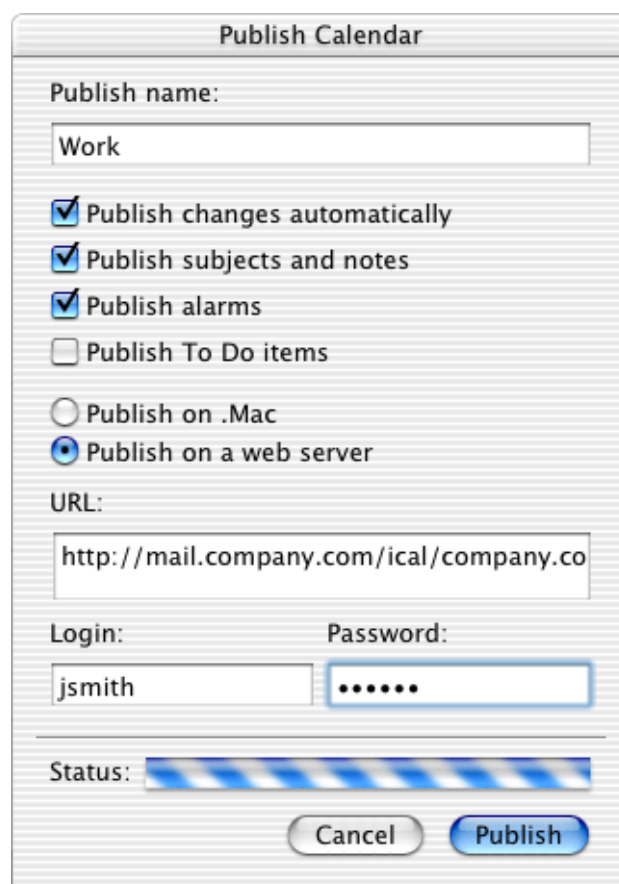 Publish Calendar
Publish name:
Work
Publish changes automatically
Publish subjects and notes
Publish alarms
Publish To Do items
Publish on .Mac
Publish on a web server
URL:
http://mail.company.com/ical/company.co
Login: Password:
jsmith ••••••
Status:
Cancel Publish